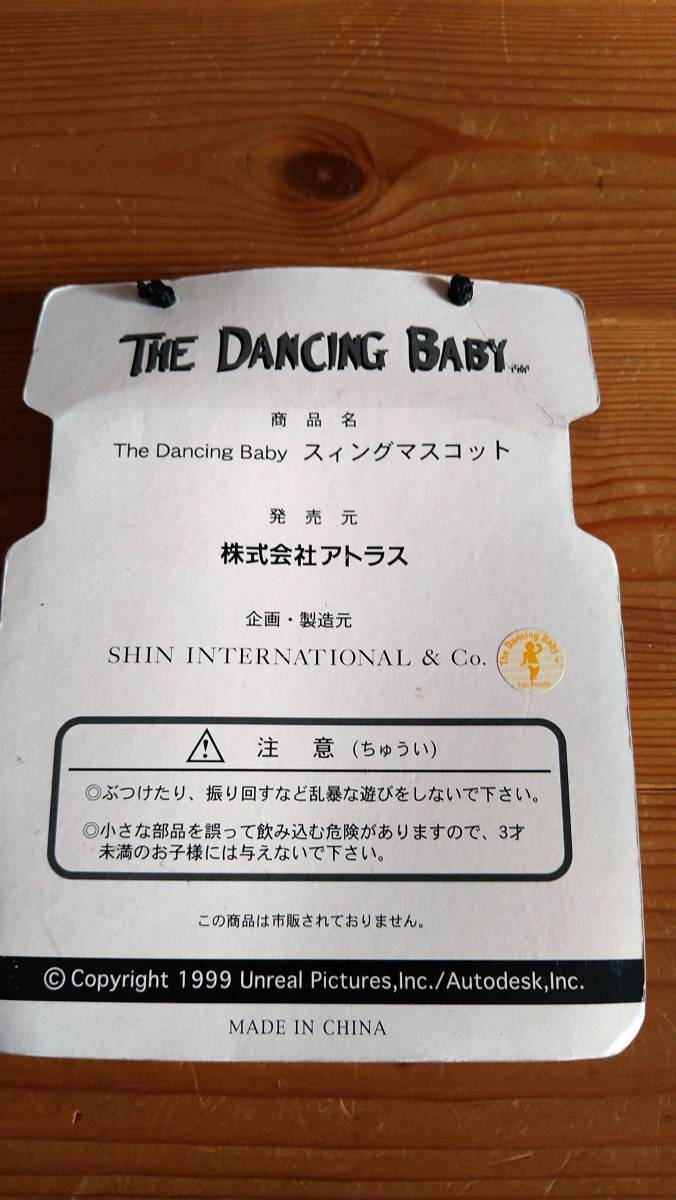 THE DANCING BABY
商品名
The Dancing Baby スィングマスコット
発売元
株式会社アトラス
企画・製造元
SHIN INTERNATIONAL & Co.
The Dancing Baby
注意 (ちゅうい)
◎ぶつけたり、振り回すなど乱暴な遊びをしないで下さい。
◎小さな部品を誤って飲み込む危険がありますので、3才
未満のお子様には与えないで下さい。
この商品は市販されておりません。
© Copyright 1999 Unreal Pictures,Inc./Autodesk,Inc.
MADE IN CHINA